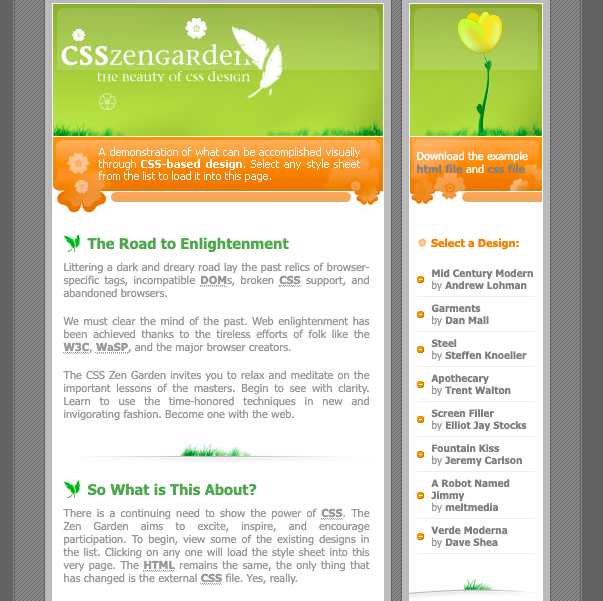 CSSzengarden
the beauty of css design
A demonstration of what can be accomplished visually
through CSS-based design. Select any style sheet
from the list to load it into this page.
The Road to Enlightenment
Littering a dark and dreary road lay the past relics of browser-
specific tags, incompatible DOMs, broken CSS support, and
abandoned browsers.
We must clear the mind of the past. Web enlightenment has
been achieved thanks to the tireless efforts of folk like the
W3C, WaSP, and the major browser creators.
The CSS Zen Garden invites you to relax and meditate on the
important lessons of the masters. Begin to see with clarity.
Learn to use the time-honored techniques in new and
invigorating fashion. Become one with the web.
So What is This About?
There is a continuing need to show the power of CSS. The
Zen Garden aims to excite, inspire, and encourage
participation. To begin, view some of the existing designs in
the list. Clicking on any one will load the style sheet into this
very page. The HTML remains the same, the only thing that
has changed is the external CSS file. Yes, really.
Download the example
html file and css file
Select a Design:
Mid Century Modern
by Andrew Lohman
Garments
by Dan Mall
Steel
by Steffen Knoeller
Apothecary
by Trent Walton
Screen Filler
by Elliot Jay Stocks
Fountain Kiss
by Jeremy Carlson
A Robot Named
Jimmy
by meltmedia
Verde Moderna
by Dave Shea